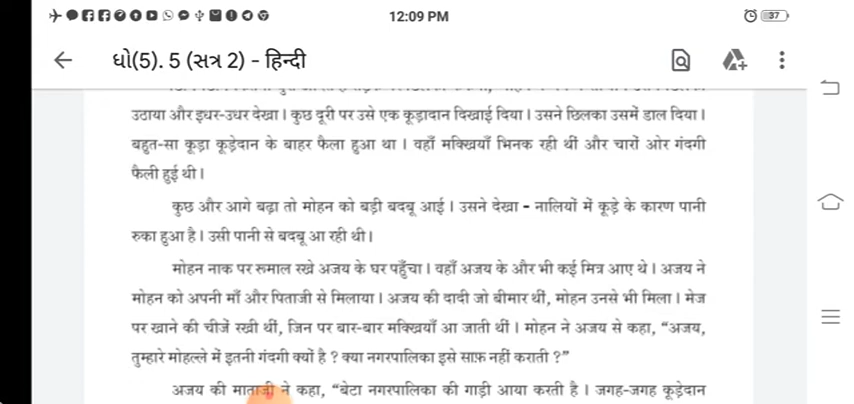 12:09 PM
37
ધો(5). 5 (સત્ર 2) - हिन्दी
उठाया और इधर-उधर देखा । कुछ दूरी पर उसे एक कूड़ादान दिखाई दिया । उसने छिलका उसमें डाल दिया ।
बहुत-सा कूड़ा कूड़ेदान के बाहर फैला हुआ था । वहाँ मक्खियाँ भिनक रही थीं और चारों ओर गंदगी
फैली हुई थी ।
कुछ और आगे बढ़ा तो मोहन को बड़ी बदबू आई । उसने देखा - नालियों में कूड़े के कारण पानी
रुका हुआ है । उसी पानी से बदबू आ रही थी ।
मोहन नाक पर रूमाल रखे अजय के घर पहुँचा । वहाँ अजय के और भी कई मित्र आए थे । अजय ने
मोहन को अपनी माँ और पिताजी से मिलाया । अजय की दादी जो बीमार थीं, मोहन उनसे भी मिला । मेज
पर खाने की चीजें रखी थीं, जिन पर बार-बार मक्खियाँ आ जाती थीं । मोहन ने अजय से कहा, “अजय,
तुम्हारे मोहल्ले में इतनी गंदगी क्यों है ? क्या नगरपालिका इसे साफ़ नहीं कराती ?”
अजय की माताजी ने कहा, “बेटा नगरपालिका की गाड़ी आया करती है । जगह-जगह कूड़ेदान